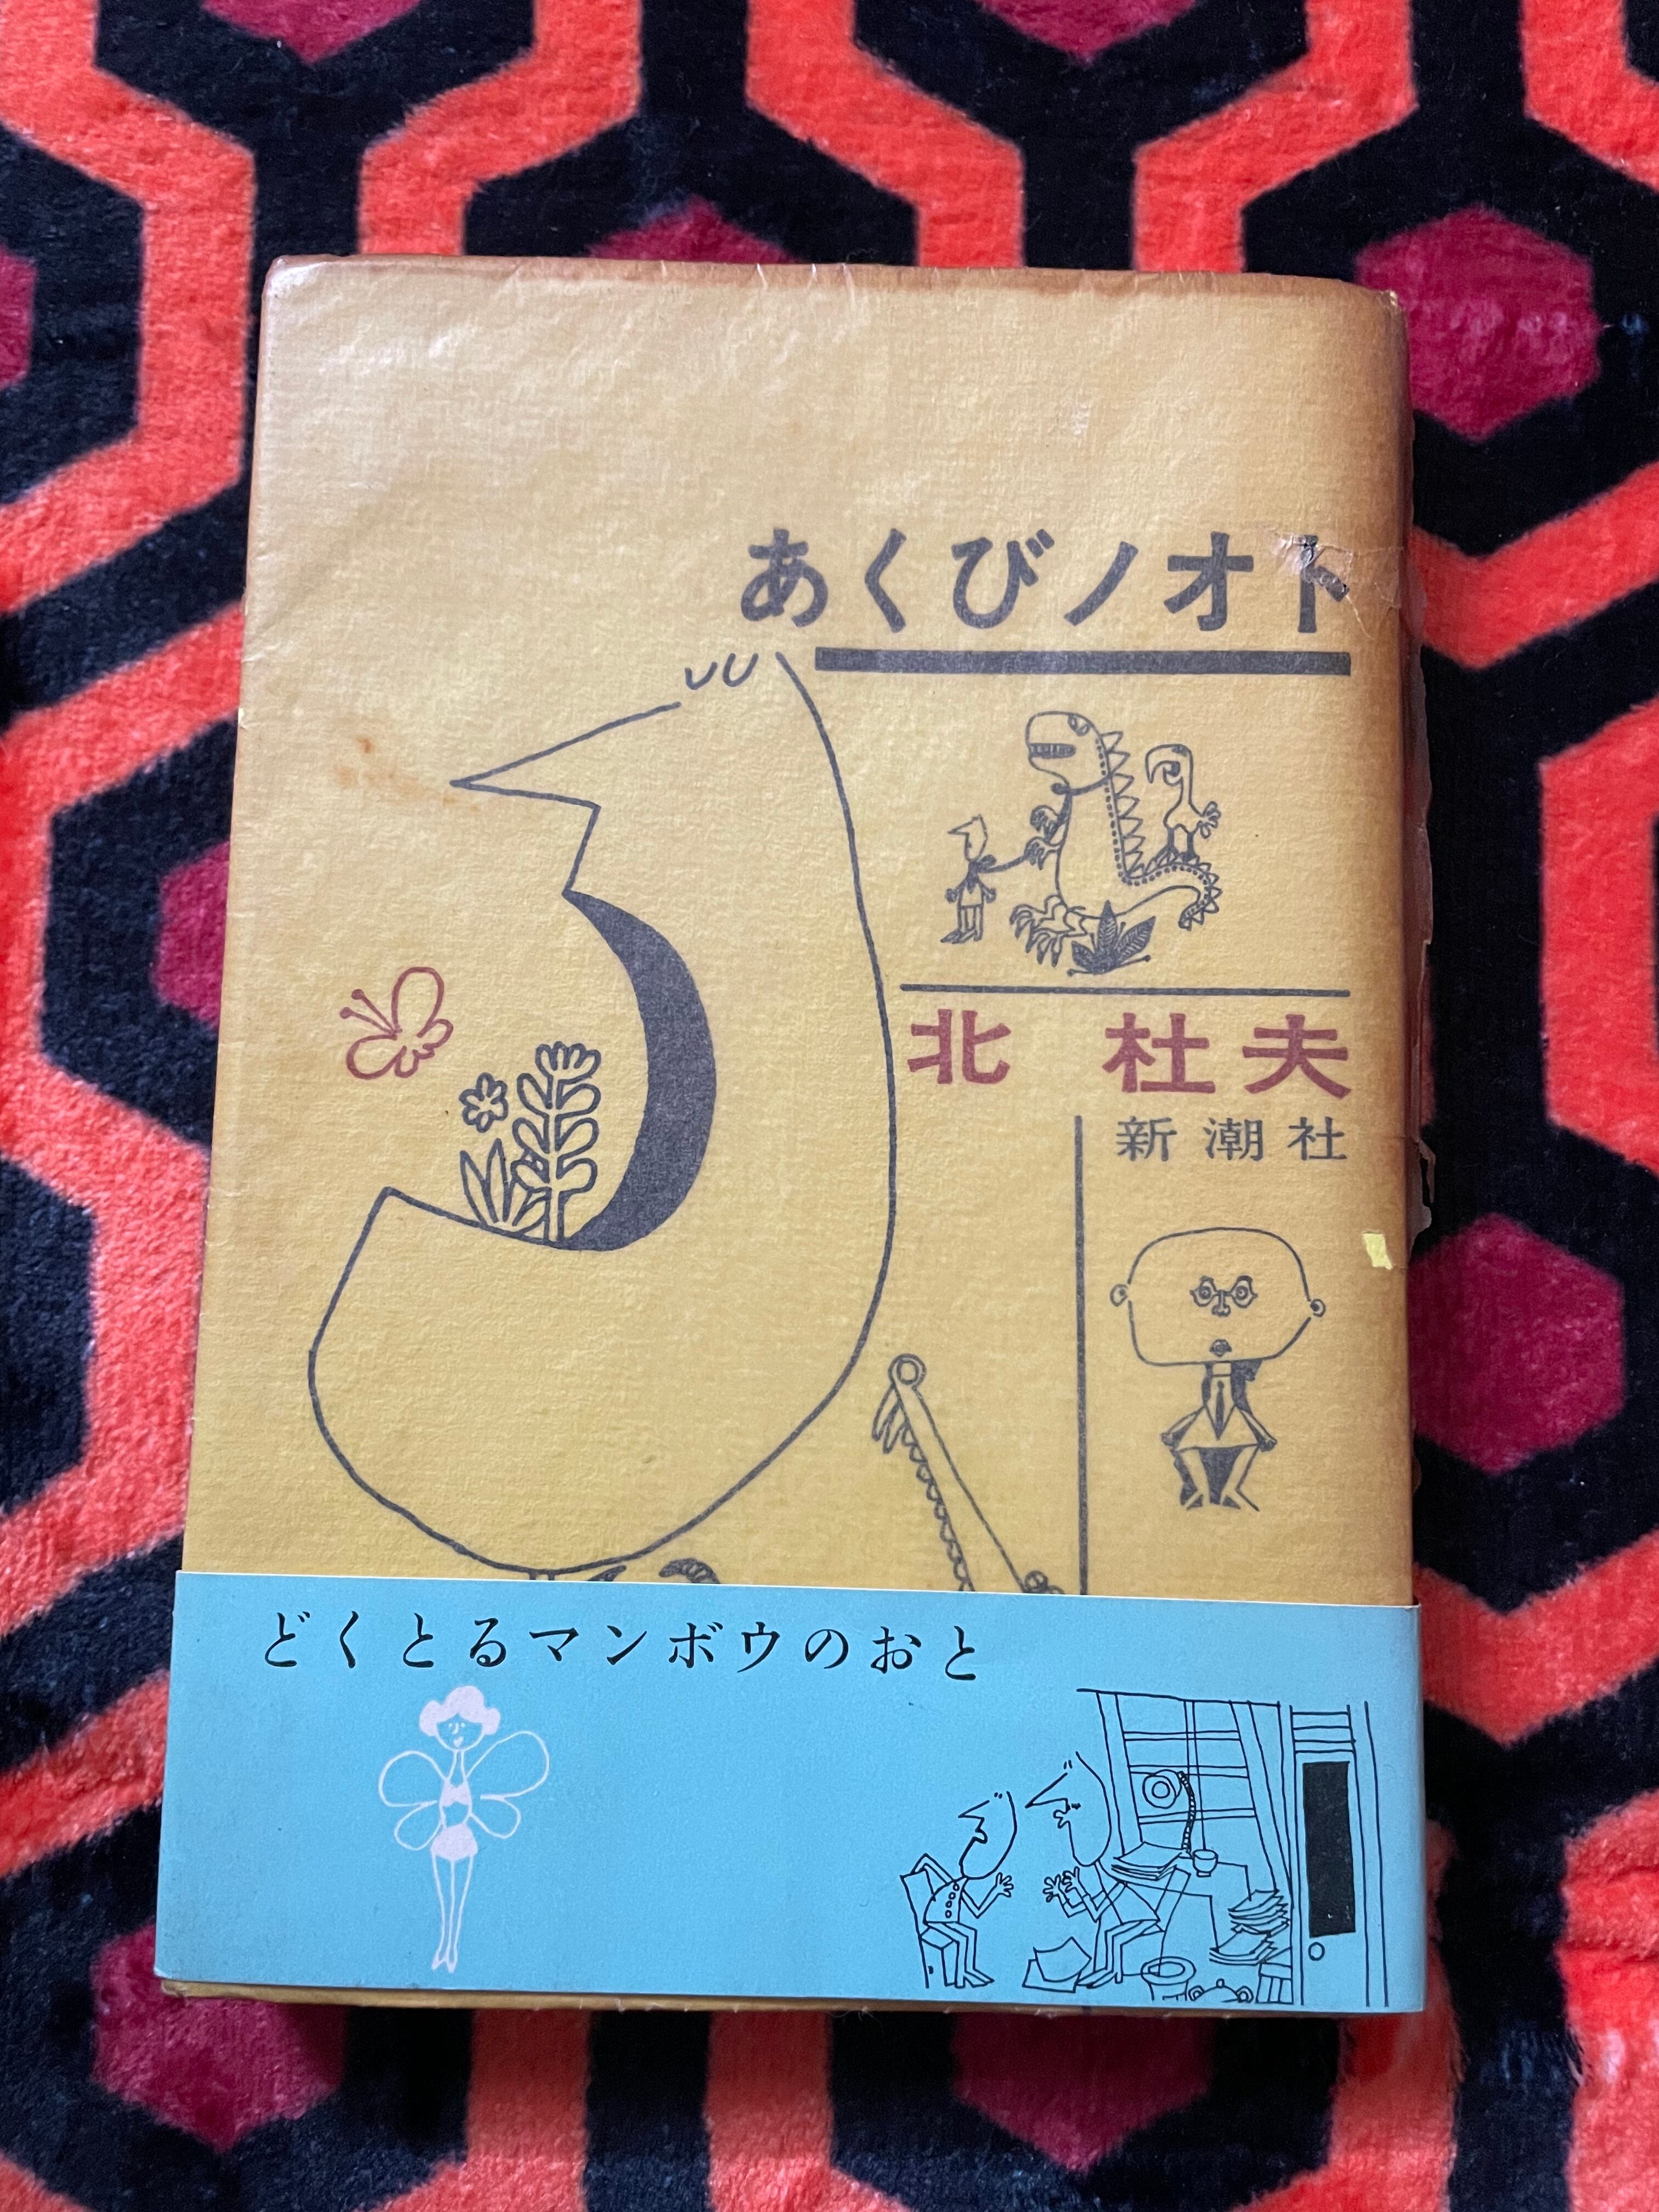 あくびノオト
北 杜夫
新潮社
どくとるマンボウのおと